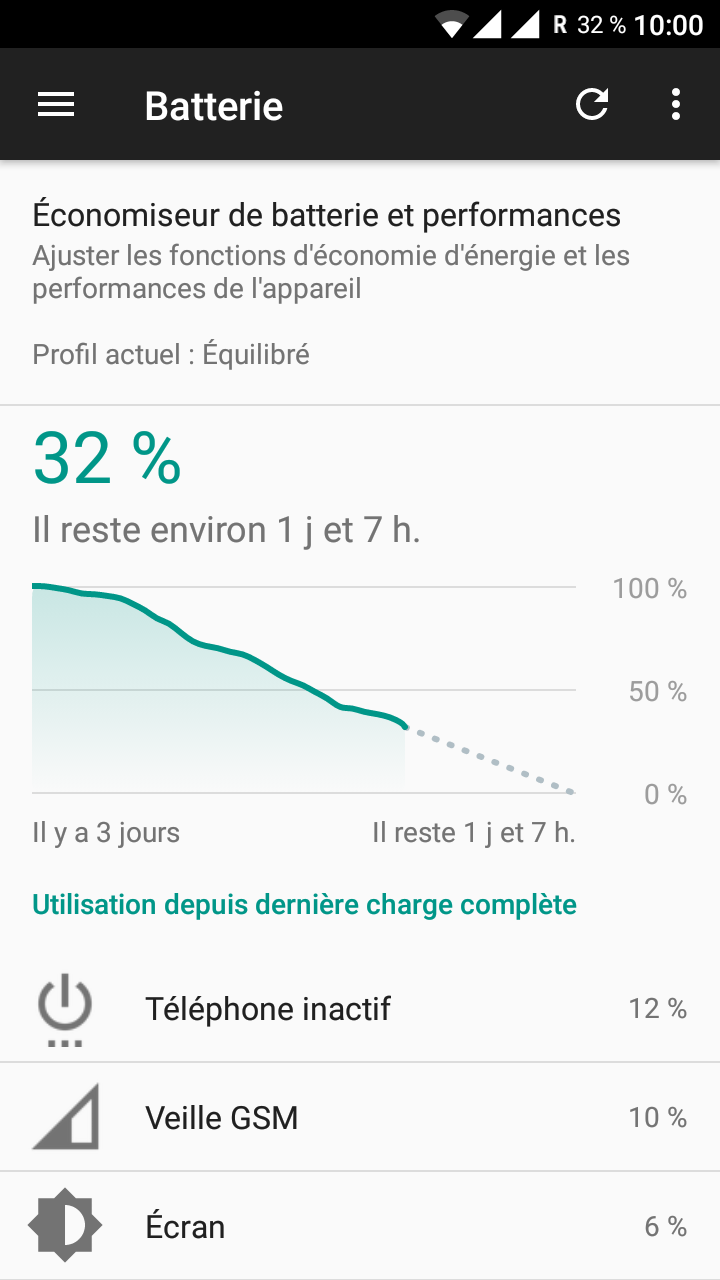 R 32 % 10:00
Batterie
Économiseur de batterie et performances
Ajuster les fonctions d'économie d'énergie et les
performances de l'appareil
Profil actuel : Équilibré
32 %
Il reste environ 1 j et 7 h.
100 %
50 %
0 %
Il y a 3 jours Il reste 1 j et 7 h.
Utilisation depuis dernière charge complète
Téléphone inactif 12 %
Veille GSM 10 %
Écran 6 %